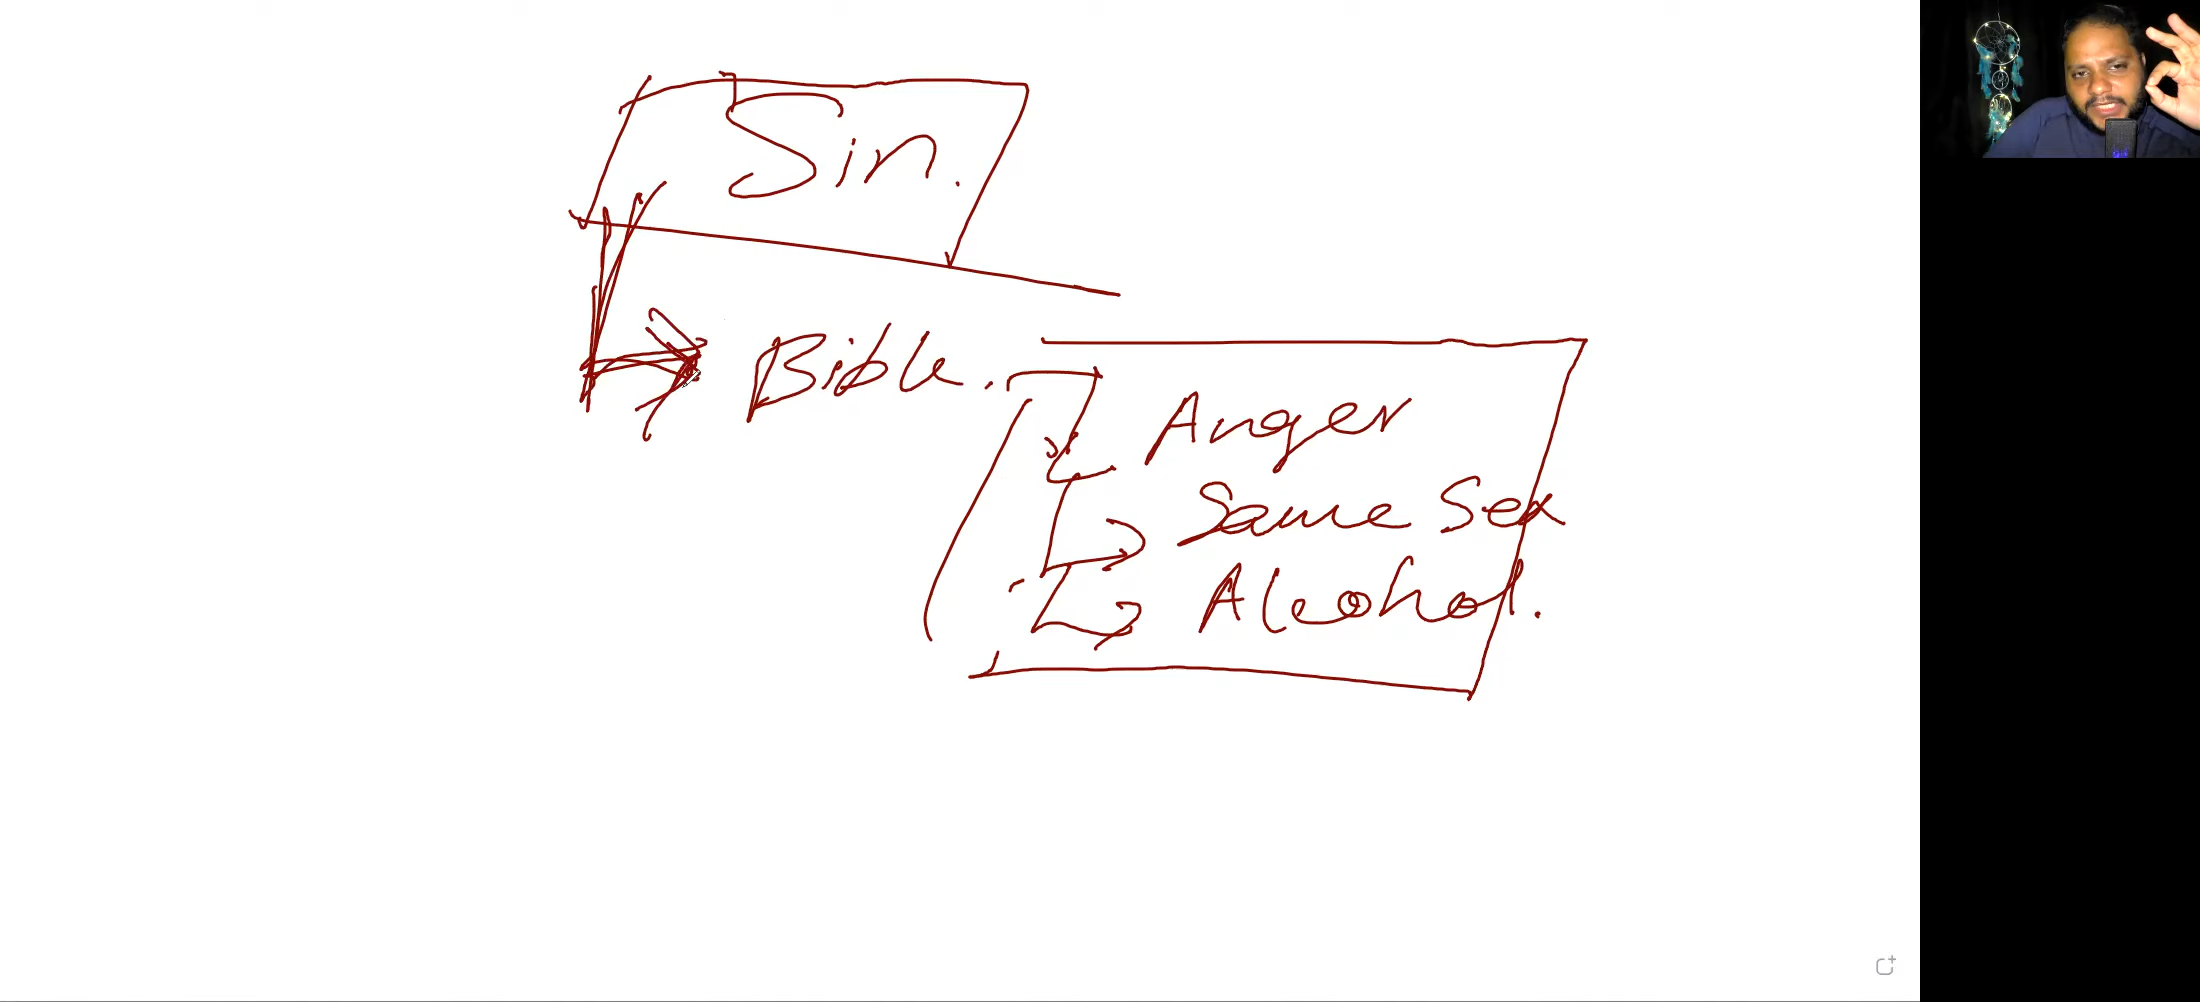 Sin.
Bible.
Anger
Same Sex
Alcohol.